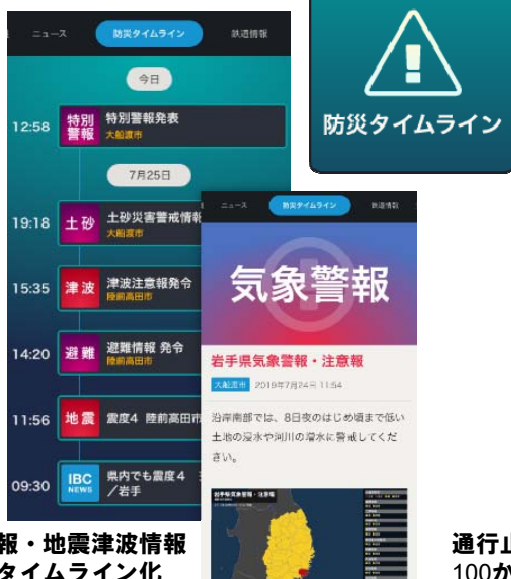 ニュース
防災タイムライン
鉄道情報
今日
12:58
特別
警報
特別警報発表
大船渡市
7月25日
19:18
土砂
土砂災害警戒情報
大船渡市
15:35
津波
津波注意報発令
陸前高田市
14:20
避難
避難情報 発令
陸前高田市
11:56
地震
震度4 陸前高田市
09:30
IBC
NEWS
県内でも震度4
／岩手
防災タイムライン
ニュース
防災タイムライン
鉄道情報
気象警報
岩手県気象警報・注意報
大船渡市
2019年7月24日 11:54
沿岸南部では、8日夜のはじめ頃まで低い
土地の浸水や河川の増水に警戒してくだ
さい。
岩手県気象警報・注意報
報・地震津波情報
タイムライン化
通行止
100か